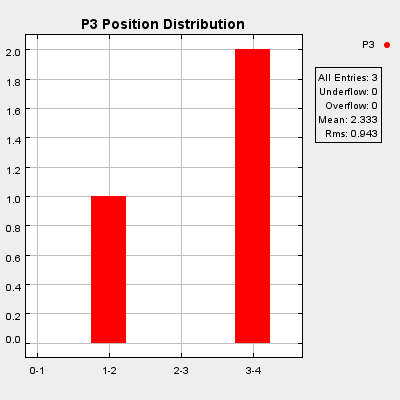 P3 Position Distribution
P3
All Entries: 3
Underflow: 0
Overflow: 0
Mean: 2.333
Rms: 0.943
2.0
1.8
1.6
1.4
1.2
1.0
0.8
0.6
0.4
0.2
0.0
0-1 1-2 2-3 3-4